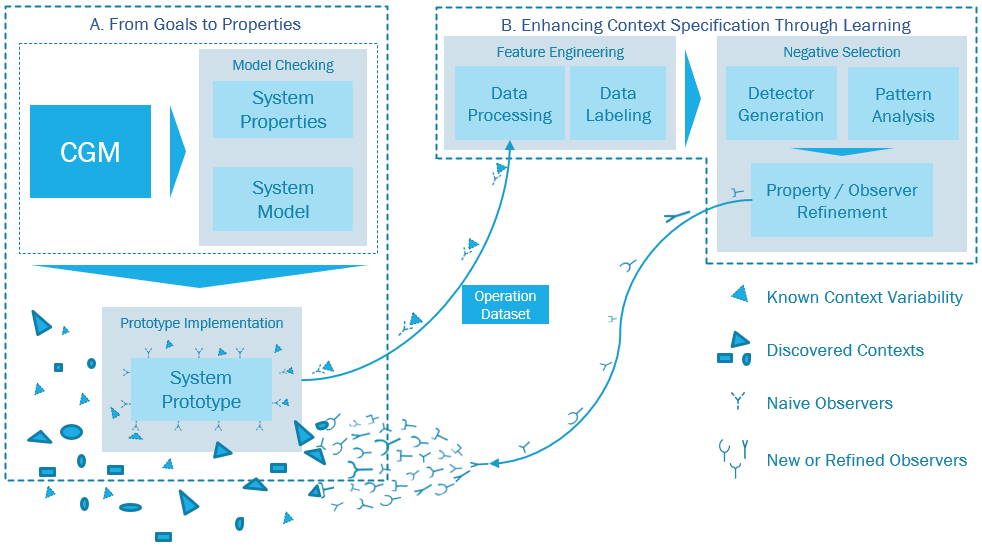 A. From Goals to Properties
CGM
Model Checking
System
Properties
System
Model
Prototype Implementation
System
Prototype
B. Enhancing Context Specification Through Learning
Feature Engineering
Data
Processing
Data
Labeling
Negative Selection
Detector
Generation
Pattern
Analysis
Property / Observer
Refinement
Operation
Dataset
Known Context Variability
Discovered Contexts
Naive Observers
New or Refined Observers